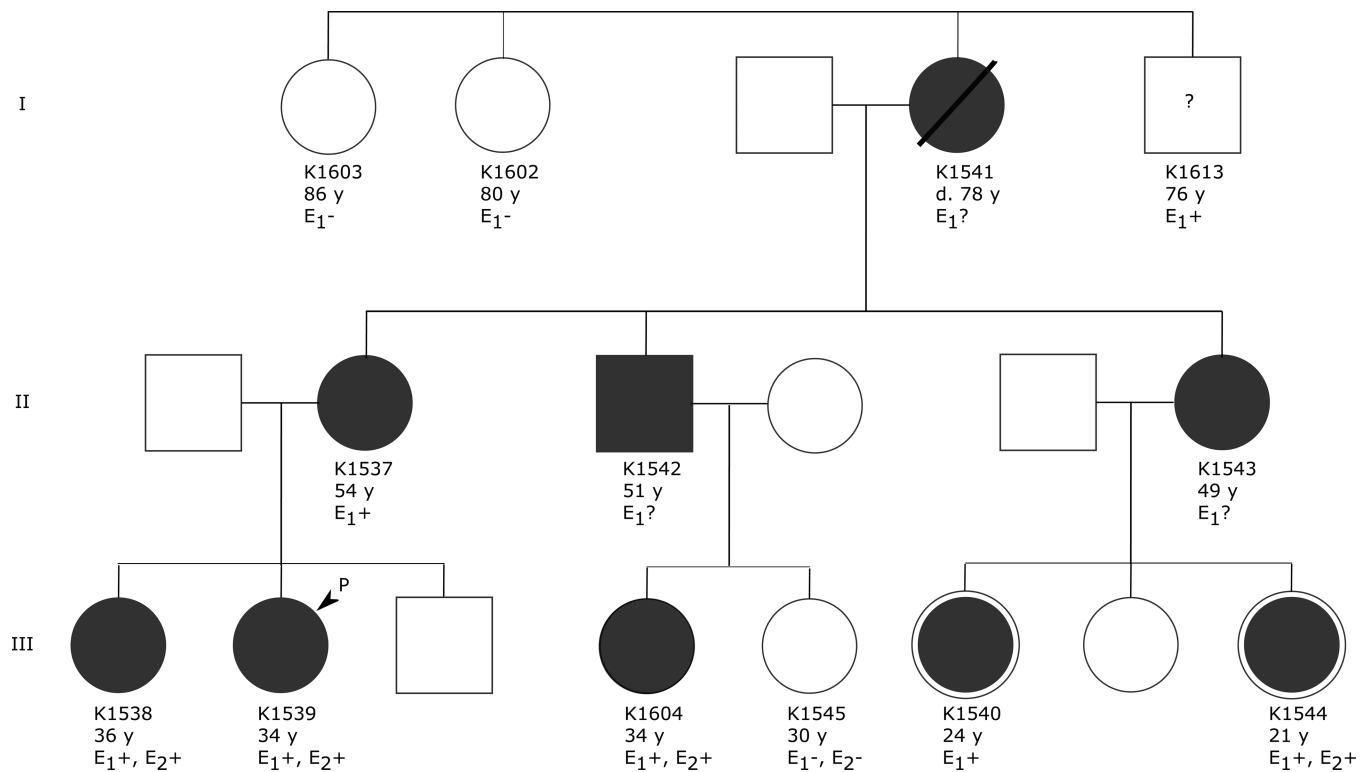 I
?
K1603
86 y
E1-
K1602
80 y
E1-
K1541
d. 78 y
E1?
K1613
76 y
E1+
II
K1537
54 y
E1+
K1542
51 y
E1?
K1543
49 y
E1?
P
III
K1538
36 y
E1+, E2+
K1539
34 y
E1+, E2+
K1604
34 y
E1+, E2+
K1545
30 y
E1-, E2-
K1540
24 y
E1+
K1544
21 y
E1+, E2+